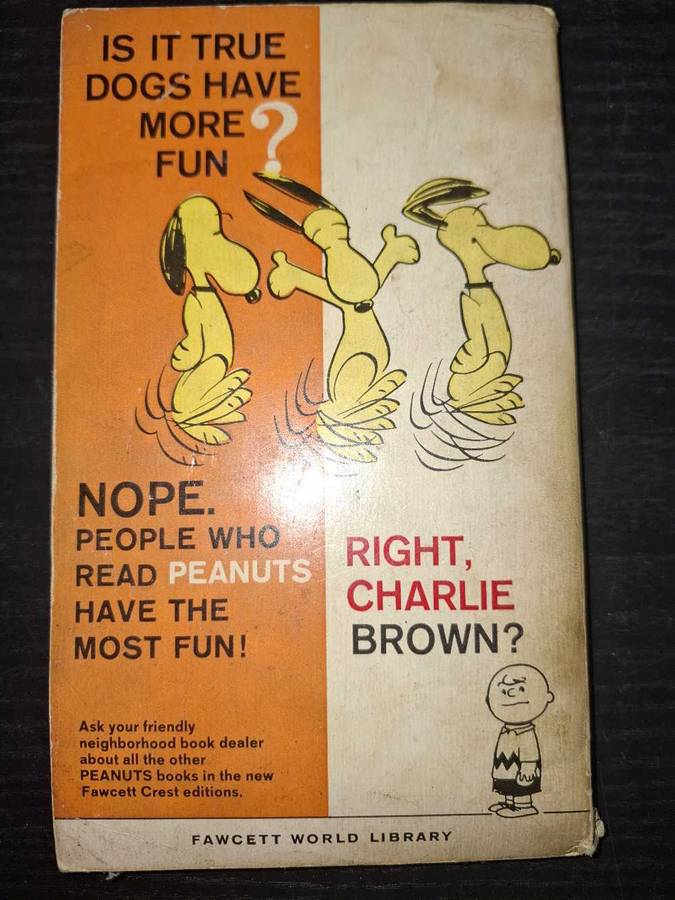 IS IT TRUE
DOGS HAVE
MORE?
FUN
NOPE.
PEOPLE WHO
READ PEANUTS
HAVE THE
MOST FUN!
RIGHT,
CHARLIE
BROWN?
Ask your friendly
neighborhood book dealer
about all the other
PEANUTS books in the new
Fawcett Crest editions.
FAWCETT WORLD LIBRARY